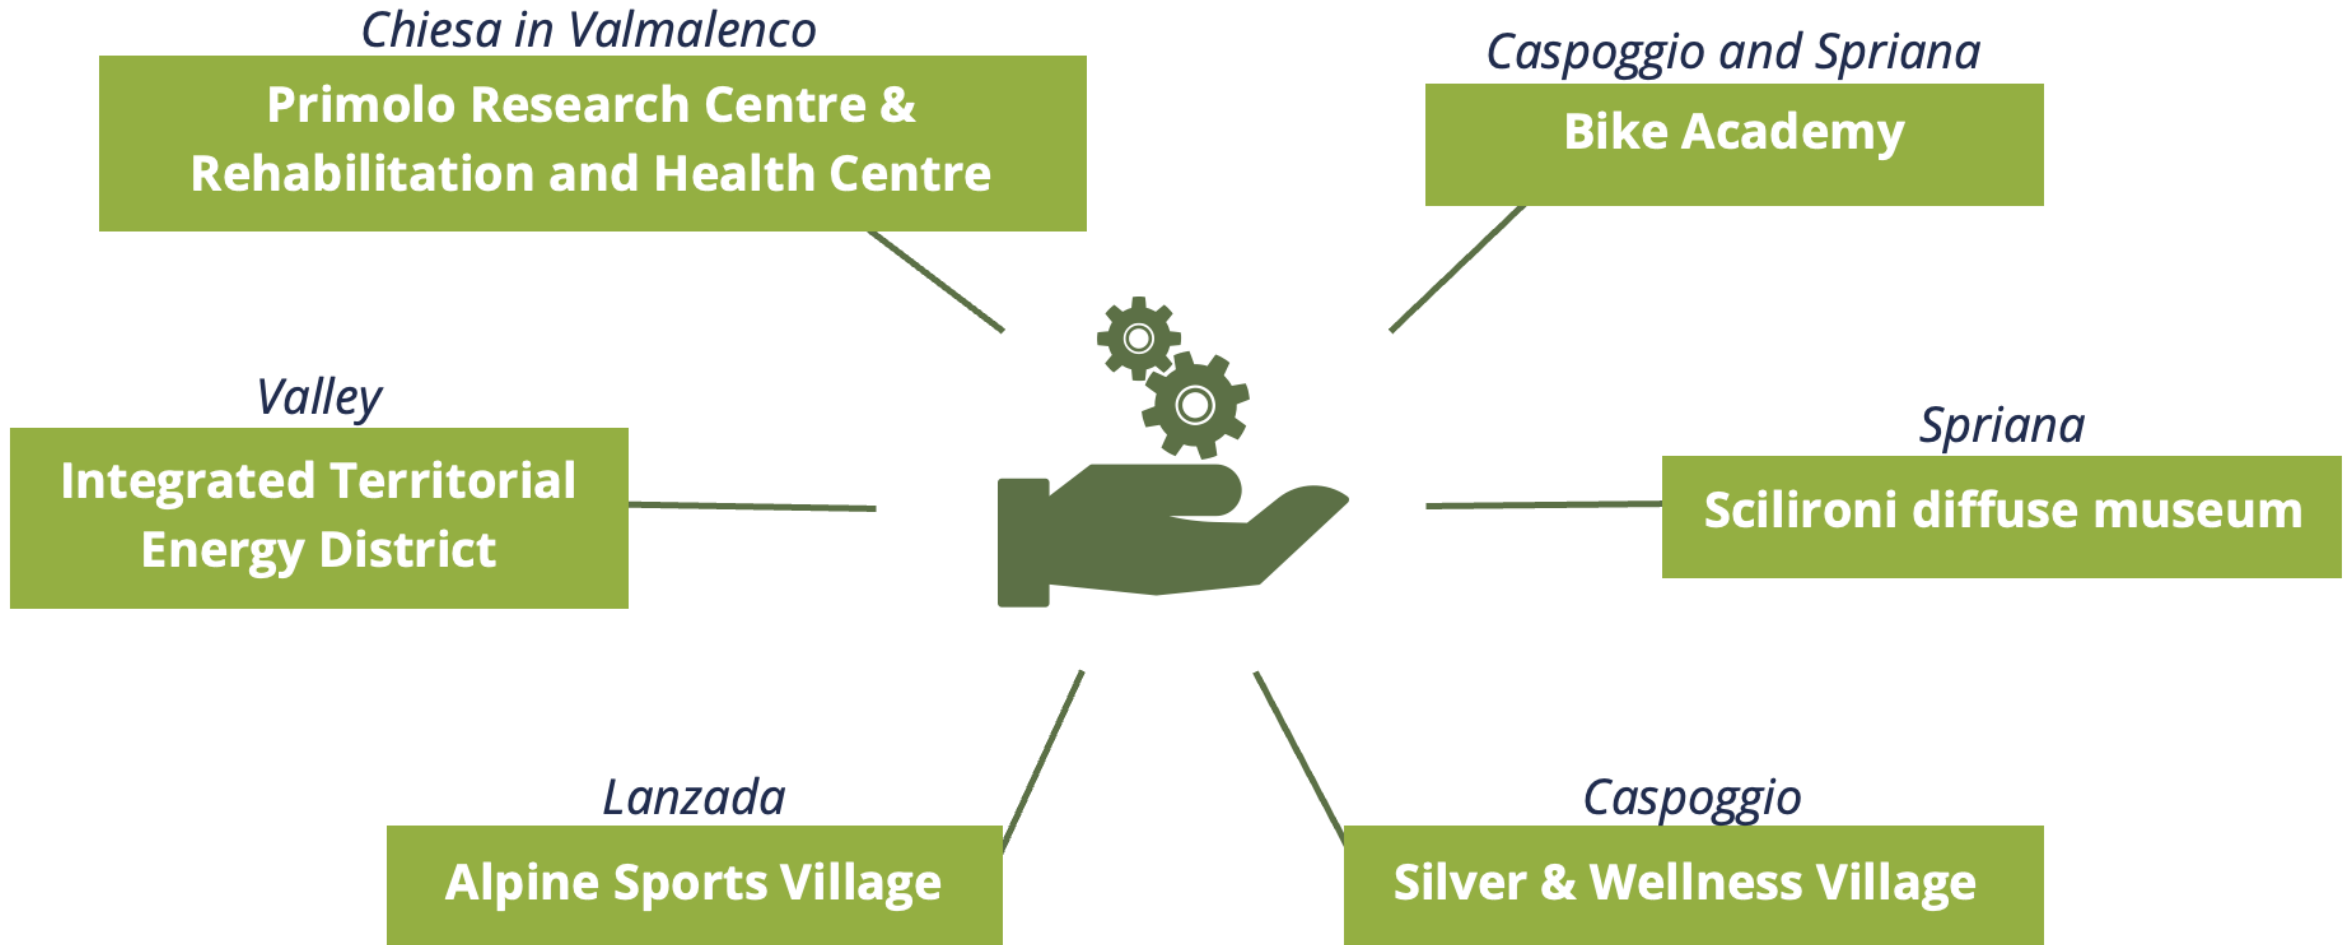 Chiesa in Valmalenco
Primolo Research Centre &
Rehabilitation and Health Centre
Caspoggio and Spriana
Bike Academy
Valley
Integrated Territorial
Energy District
Spriana
Scilironi diffuse museum
Lanzada
Alpine Sports Village
Caspoggio
Silver & Wellness Village